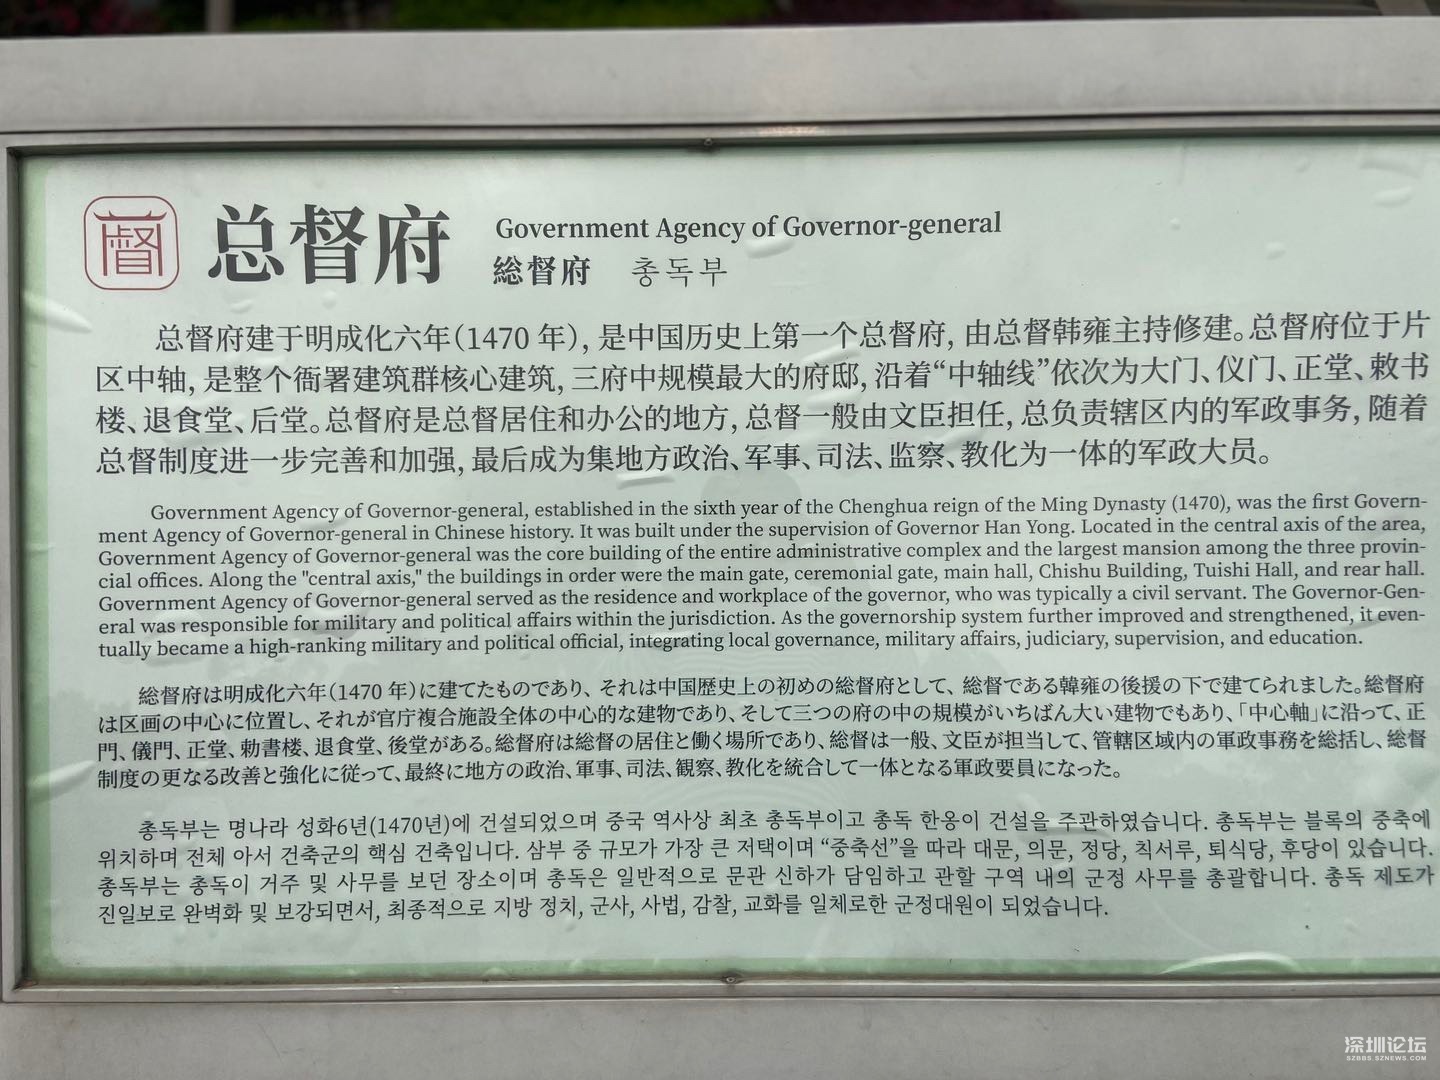 督
总督府
Government Agency of Governor-general
総督府 총독부
总督府建于明成化六年（1470 年），是中国历史上第一个总督府，由总督韩雍主持修建。总督府位于片
区中轴，是整个衙署建筑群核心建筑，三府中规模最大的府邸，沿着“中轴线”依次为大门、仪门、正堂、敕书
楼、退食堂、后堂。总督府是总督居住和办公的地方，总督一般由文臣担任，总负责辖区内的军政事务，随着
总督制度进一步完善和加强，最后成为集地方政治、军事、司法、监察、教化为一体的军政大员。
Government Agency of Governor-general, established in the sixth year of the Chenghua reign of the Ming Dynasty (1470), was the first Govern-
ment Agency of Governor-general in Chinese history. It was built under the supervision of Governor Han Yong. Located in the central axis of the area,
Government Agency of Governor-general was the core building of the entire administrative complex and the largest mansion among the three provin-
cial offices. Along the "central axis," the buildings in order were the main gate, ceremonial gate, main hall, Chishu Building, Tuishi Hall, and rear hall.
Government Agency of Governor-general served as the residence and workplace of the governor, who was typically a civil servant. The Governor-Gen-
eral was responsible for military and political affairs within the jurisdiction. As the governorship system further improved and strengthened, it even-
tually became a high-ranking military and political official, integrating local governance, military affairs, judiciary, supervision, and education.
総督府は明成化六年（1470 年）に建てたものであり、それは中国歴史上の初めの総督府として、総督である韓雍の後援の下で建てられました。総督府
は区画の中心に位置し、それが官庁複合施設全体の中心的な建物であり、そして三つの府の中の規模がいちばん大い建物でもあり、「中心軸」に沿って、正
門、儀門、正堂、勅書楼、退食堂、後堂がある。総督府は総督の居住と働く場所であり、総督は一般、文臣が担当して、管轄区域内の軍政事務を総括し、総督
制度の更なる改善と強化に従って、最終に地方の政治、軍事、司法、観察、教化を統合して一体となる軍政要員になった。
총독부는 명나라 성화6년(1470년)에 건설되었으며 중국 역사상 최초 총독부이고 총독 한옹이 건설을 주관하였습니다. 총독부는 블록의 중축에
위치하며 전체 아서 건축군의 핵심 건축입니다. 삼부 중 규모가 가장 큰 저택이며 “중축선”을 따라 대문, 의문, 정당, 칙서루, 퇴식당, 후당이 있습니다.
총독부는 총독이 거주 및 사무를 보던 장소이며 총독은 일반적으로 문관 신하가 담임하고 관할 구역 내의 군정 사무를 총괄합니다. 총독 제도가
진일보로 완벽화 및 보강되면서, 최종적으로 지방 정치, 군사, 사법, 감찰, 교화를 일체로한 군정대원이 되었습니다.
深圳论坛
SZBBS.SZNEWS.COM